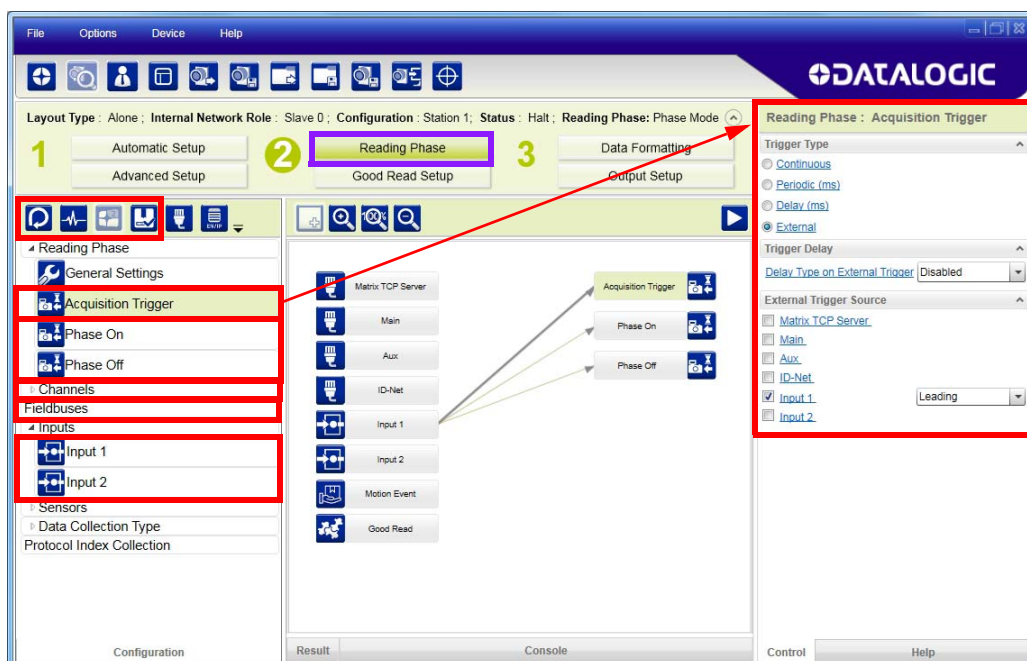 File Options Device Help
DATALOGIC
Layout Type : Alone ; Internal Network Role : Slave 0 ; Configuration : Station 1; Status : Halt ; Reading Phase: Phase Mode
1 Automatic Setup 2 Reading Phase 3 Data Formatting
Advanced Setup Good Read Setup Output Setup
EN/IP
100%
Reading Phase
General Settings
Acquisition Trigger
Phase On
Phase Off
Channels
Fieldbuses
Inputs
Input 1
Input 2
Sensors
Data Collection Type
Protocol Index Collection
Configuration
Matrix TCP Server
Main
Aux
ID-Net
Input 1
Input 2
Motion Event
Good Read
Acquisition Trigger
Phase On
Phase Off
Result Console
Reading Phase : Acquisition Trigger
Trigger Type
Continuous
Periodic (ms)
Delay (ms)
External
Trigger Delay
Delay Type on External Trigger Disabled
External Trigger Source
Matrix TCP Server
Main
Aux
ID-Net
Input 1 Leading
Input 2
Control Help